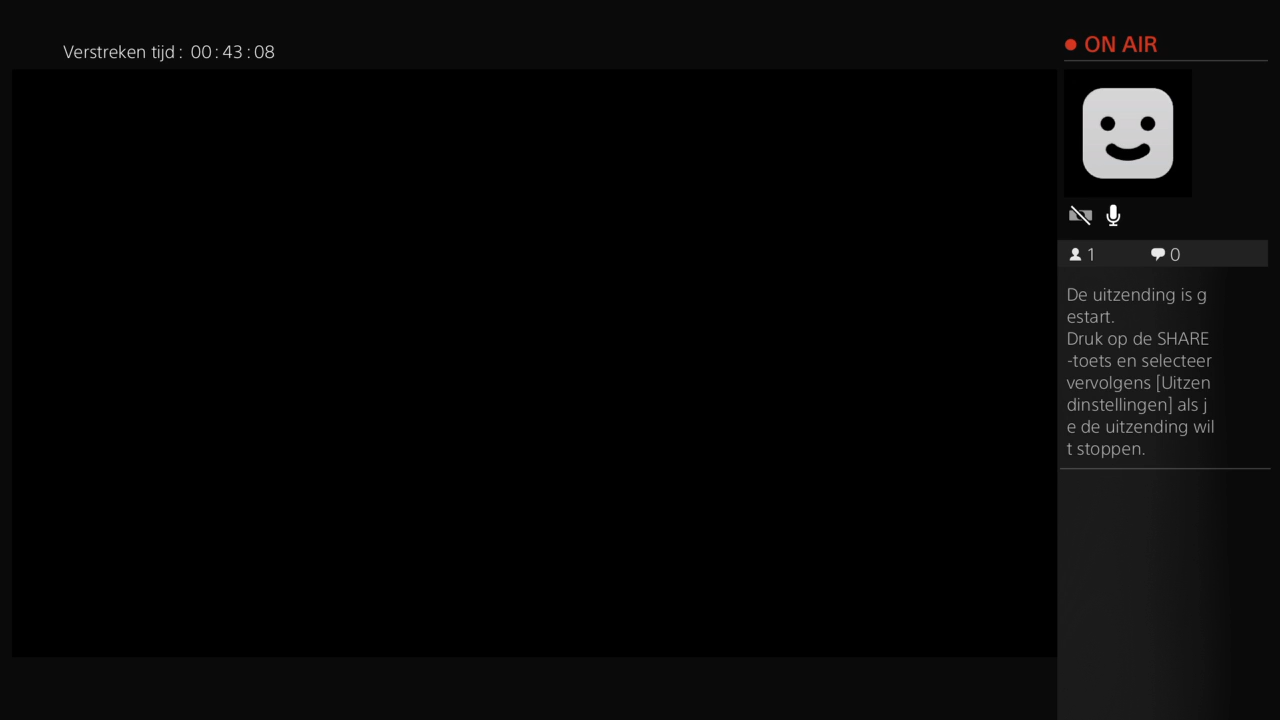 Verstreken tijd : 00 : 43 : 08
ON AIR
1 0
De uitzending is g
estart.
Druk op de SHARE
-toets en selecteer
vervolgens [Uitzen
dinstellingen] als j
e de uitzending wil
t stoppen.